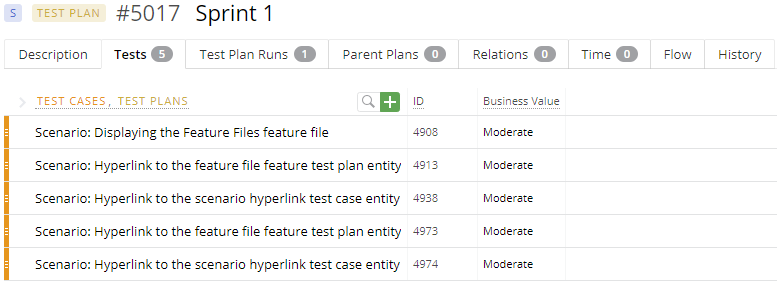 S TEST PLAN #5017 Sprint 1
Description Tests 5 Test Plan Runs 1 Parent Plans 0 Relations 0 Time 0 Flow History
TEST CASES, TEST PLANS ID Business Value
Scenario: Displaying the Feature Files feature file 4908 Moderate
Scenario: Hyperlink to the feature file feature test plan entity 4913 Moderate
Scenario: Hyperlink to the scenario hyperlink test case entity 4938 Moderate
Scenario: Hyperlink to the feature file feature test plan entity 4973 Moderate
Scenario: Hyperlink to the scenario hyperlink test case entity 4974 Moderate